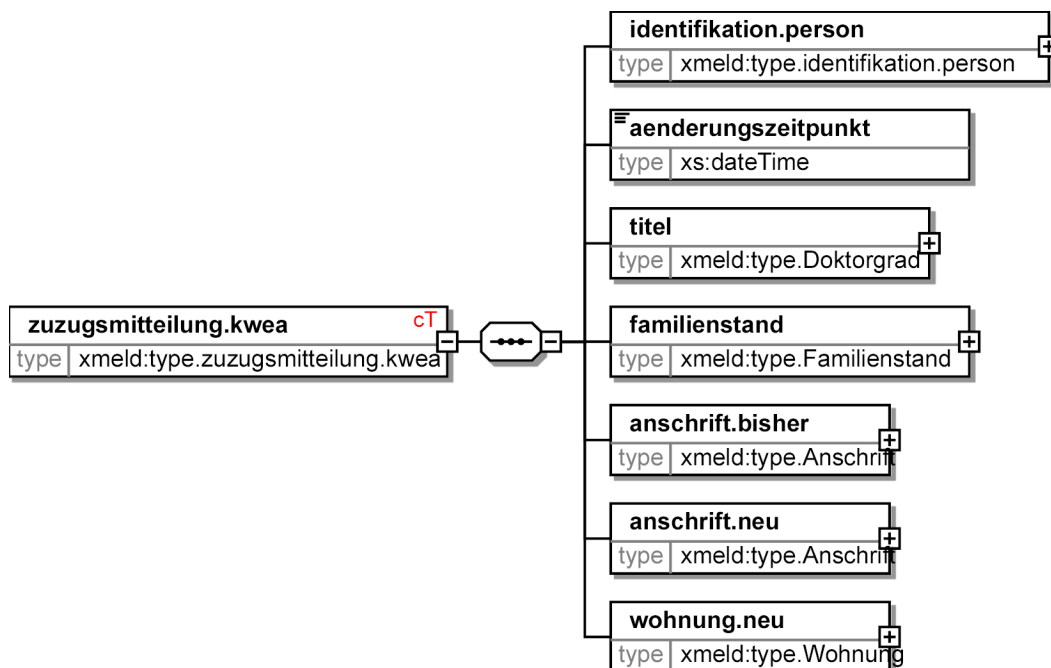 identifikation.person
type xmeld:type.identifikation.person
aenderungszeitpunkt
type xs:dateTime
titel
type xmeld:type.Doktorgrad
zuzugsmitteilung.kwea cT
type xmeld:type.zuzugsmitteilung.kwea
familienstand
type xmeld:type.Familienstand
anschrift.bisher
type xmeld:type.Anschrift
anschrift.neu
type xmeld:type.Anschrift
wohnung.neu
type xmeld:type.Wohnung